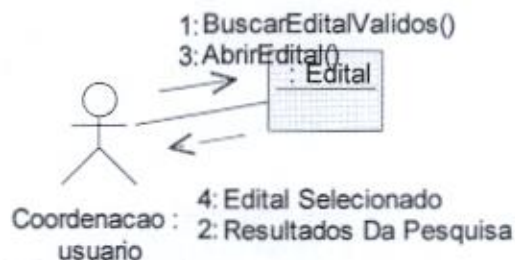 1: BuscarEditalValidos()
3: AbrirEdital()
: Edital
4: Edital Selecionado
2: Resultados Da Pesquisa
Coordenacao :
usuario